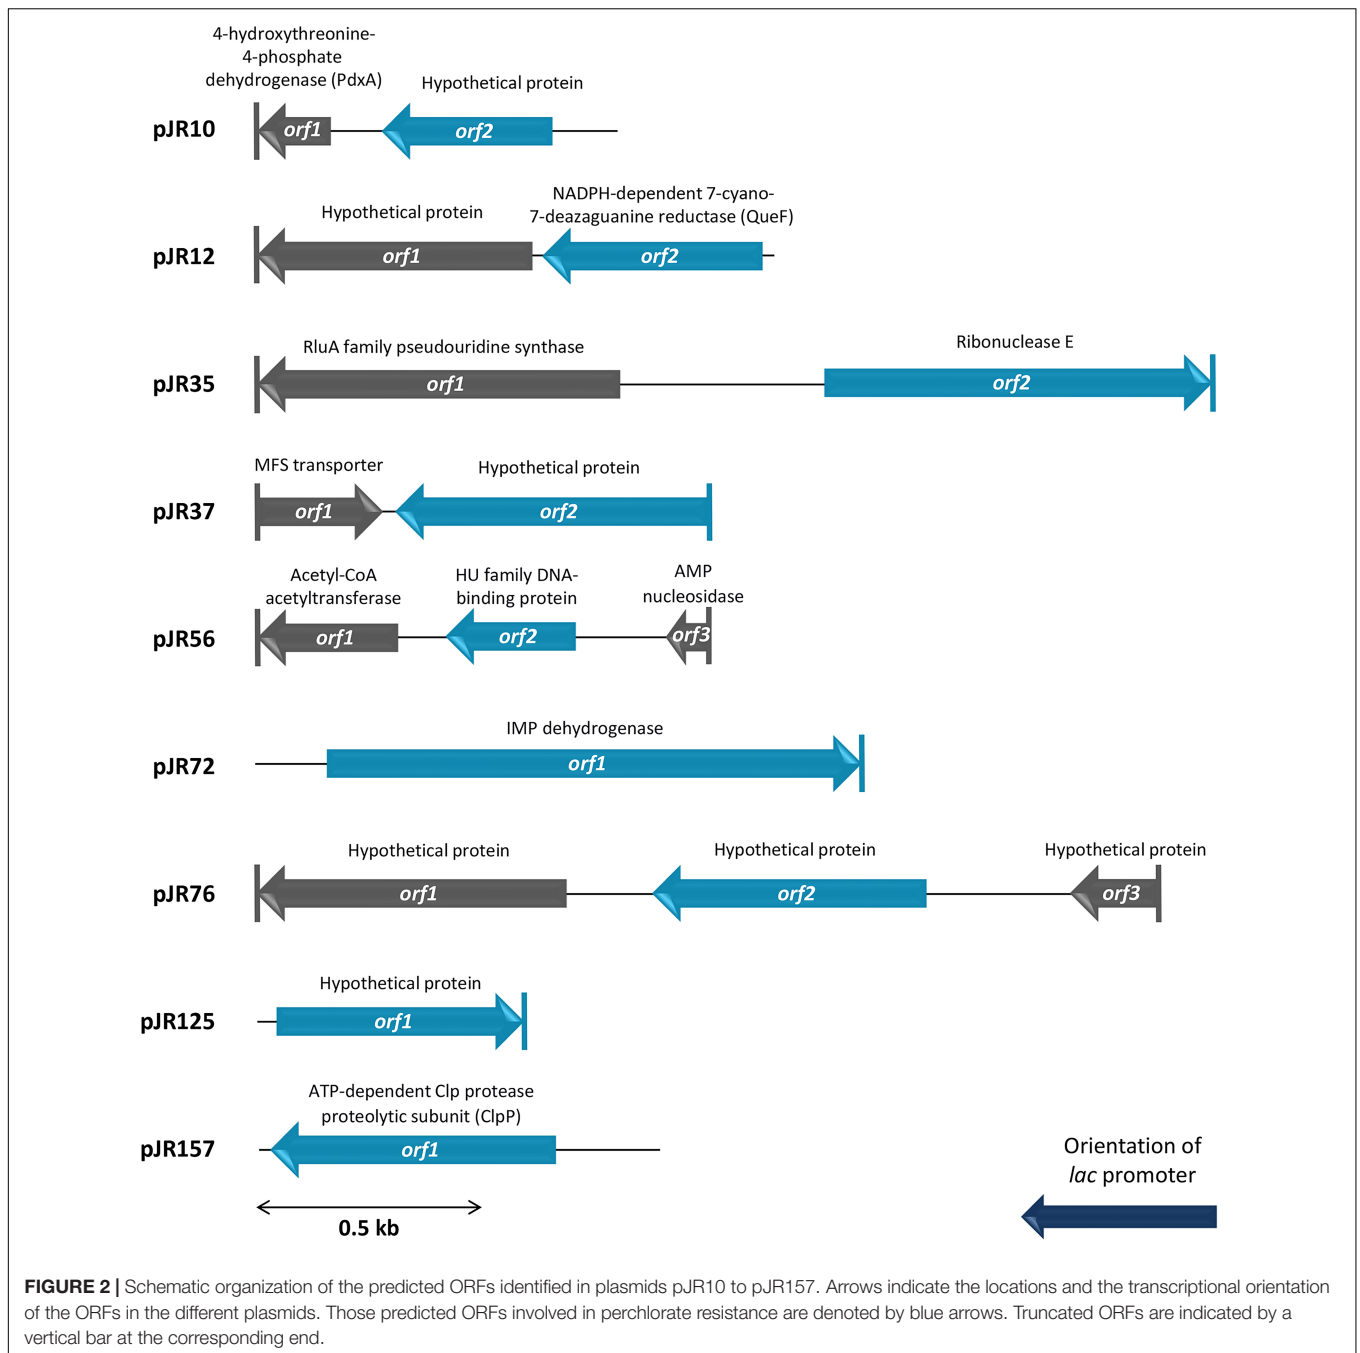 4-hydroxythreonine-
4-phosphate
dehydrogenase (PdxA)
Hypothetical protein
pJR10
orf1
orf2
Hypothetical protein
NADPH-dependent 7-cyano-
7-deazaguanine reductase (QueF)
pJR12
orf1
orf2
RluA family pseudouridine synthase
Ribonuclease E
pJR35
orf1
orf2
MFS transporter
Hypothetical protein
pJR37
orf1
orf2
Acetyl-CoA
acetyltransferase
HU family DNA-
binding protein
AMP
nucleosidase
pJR56
orf1
orf2
orf3
IMP dehydrogenase
pJR72
orf1
Hypothetical protein
Hypothetical protein
Hypothetical protein
pJR76
orf1
orf2
orf3
Hypothetical protein
pJR125
orf1
ATP-dependent Clp protease
proteolytic subunit (ClpP)
pJR157
orf1
0.5 kb
Orientation of
lac promoter
FIGURE 2 | Schematic organization of the predicted ORFs identified in plasmids pJR10 to pJR157. Arrows indicate the locations and the transcriptional orientation
of the ORFs in the different plasmids. Those predicted ORFs involved in perchlorate resistance are denoted by blue arrows. Truncated ORFs are indicated by a
vertical bar at the corresponding end.